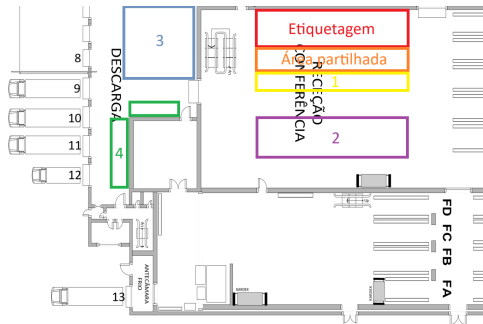 Etiquetagem
Área partilhada
1
RECEÇÃO
CONFERÊNCIA
2
3
DESCARGA
4
8
9
10
11
12
13
ANTECÂMARA
FRIO
FD FC FB FA